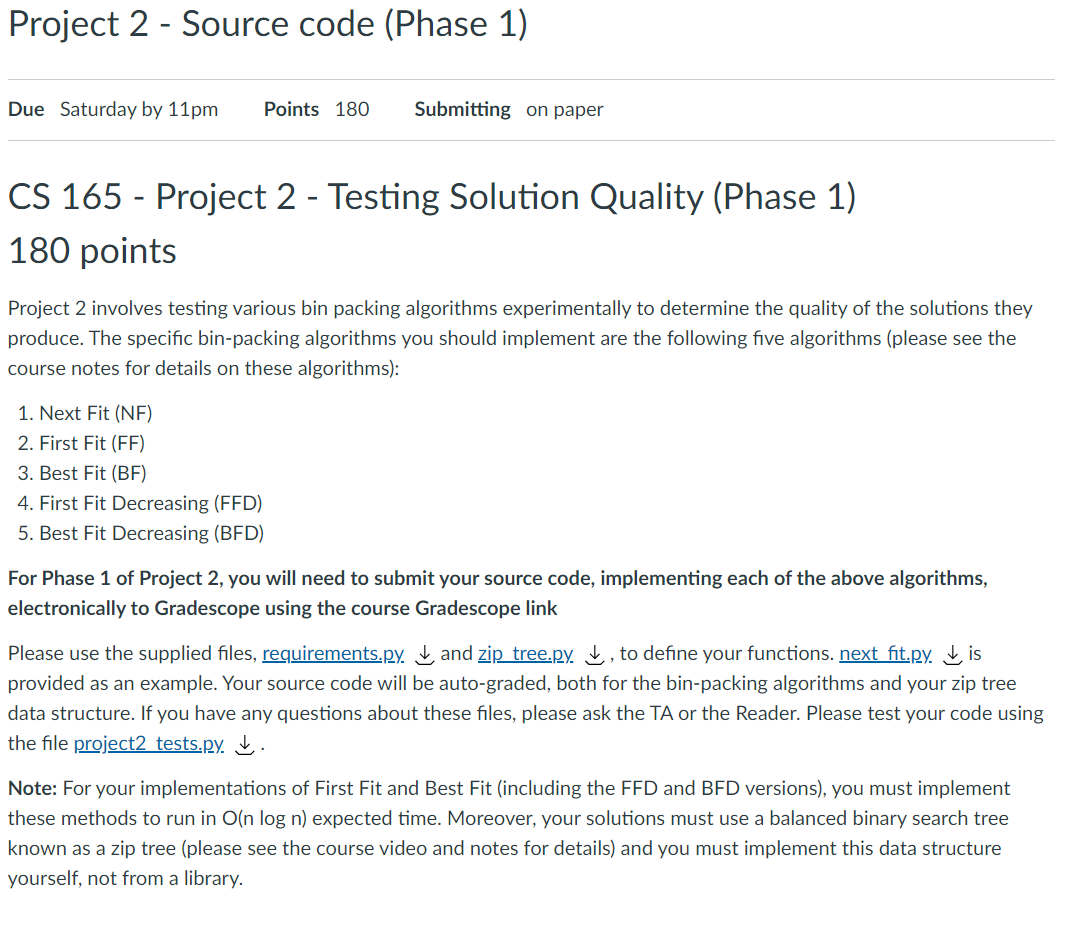 Project 2 - Source code (Phase 1)
Due Saturday by 11pm Points 180 Submitting on paper
CS 165 - Project 2 - Testing Solution Quality (Phase 1)
180 points
Project 2 involves testing various bin packing algorithms experimentally to determine the quality of the solutions they
produce. The specific bin-packing algorithms you should implement are the following five algorithms (please see the
course notes for details on these algorithms):
1. Next Fit (NF)
2. First Fit (FF)
3. Best Fit (BF)
4. First Fit Decreasing (FFD)
5. Best Fit Decreasing (BFD)
For Phase 1 of Project 2, you will need to submit your source code, implementing each of the above algorithms,
electronically to Gradescope using the course Gradescope link
Please use the supplied files, requirements.py and zip_tree.py , to define your functions. next_fit.py is
provided as an example. Your source code will be auto-graded, both for the bin-packing algorithms and your zip tree
data structure. If you have any questions about these files, please ask the TA or the Reader. Please test your code using
the file project2_tests.py .
Note: For your implementations of First Fit and Best Fit (including the FFD and BFD versions), you must implement
these methods to run in O(n log n) expected time. Moreover, your solutions must use a balanced binary search tree
known as a zip tree (please see the course video and notes for details) and you must implement this data structure
yourself, not from a library.